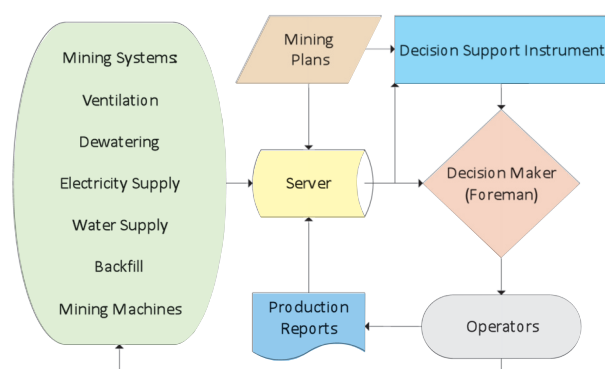 Mining Systems:
Ventilation
Dewatering
Electricity Supply
Water Supply
Backfill
Mining Machines
Mining
Plans
Decision Support Instrument
Server
Decision Maker
(Foreman)
Production
Reports
Operators